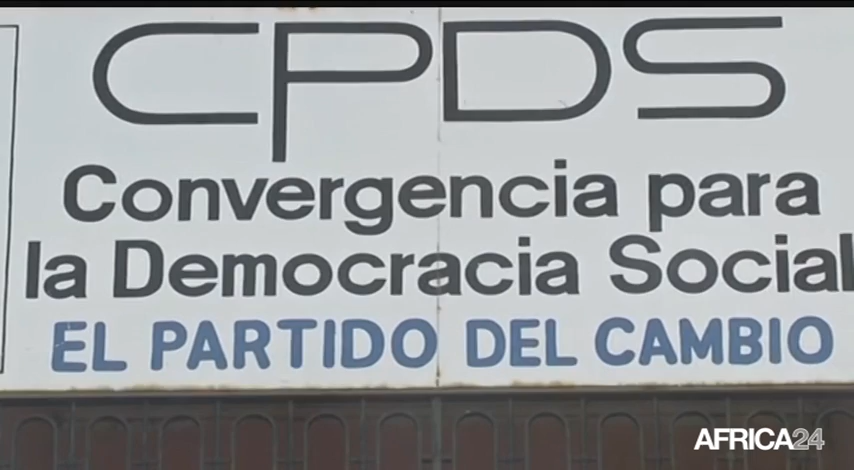 CPDS
Convergencia para
la Democracia Social
EL PARTIDO DEL CAMBIO
AFRICA24